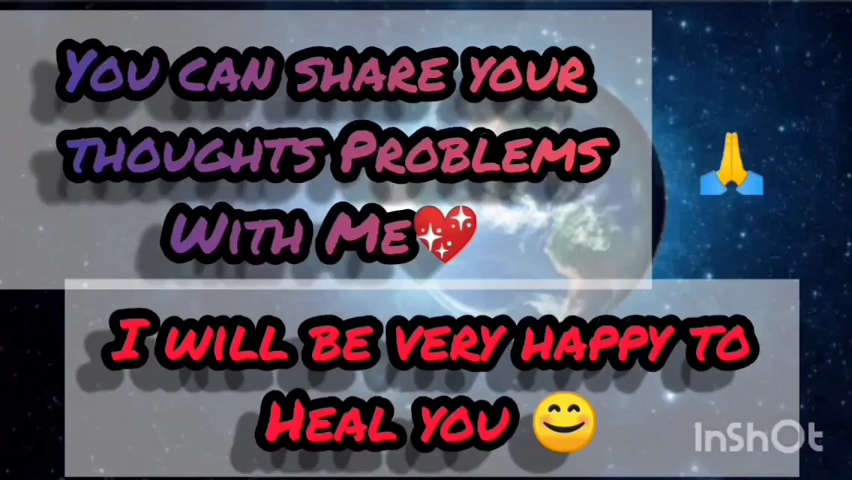 You can share your
thoughts Problems
With Me💖
🙏
I will be very happy to
Heal you 😊
InShOt